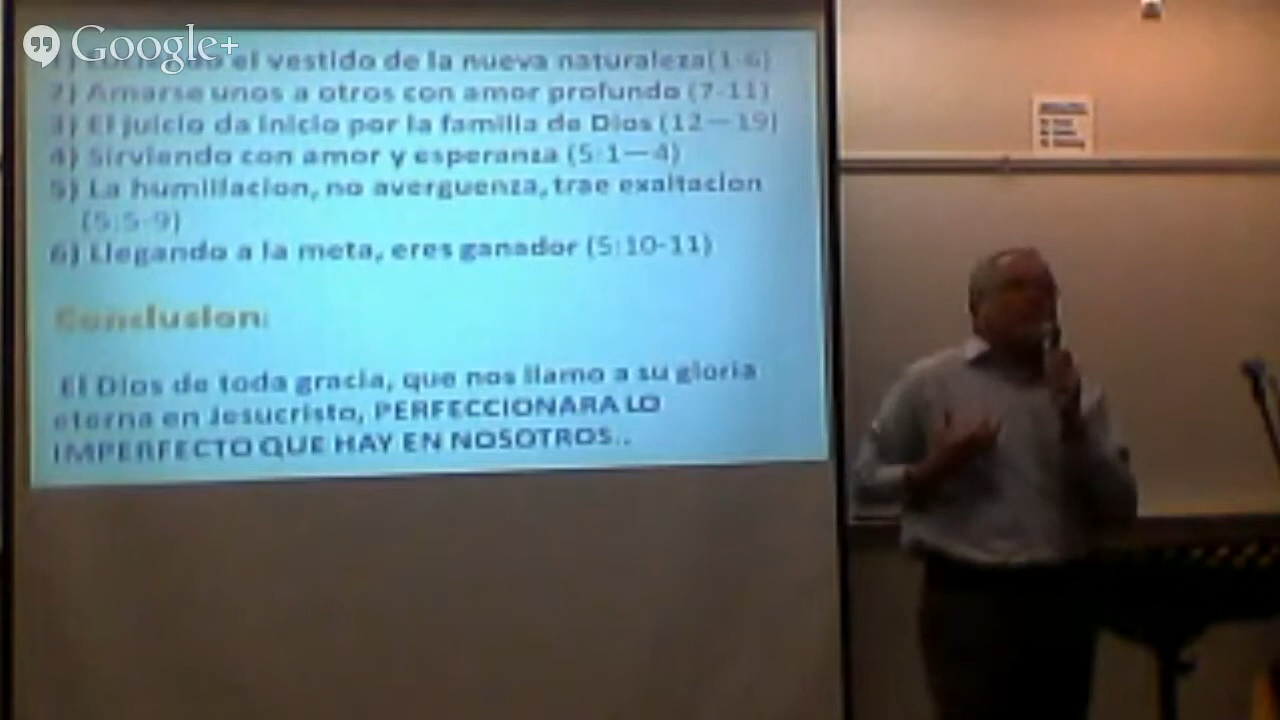 Google+
el vestido de la nueva naturaleza(1-6)
2) Amarse unos a otros con amor profundo (7-11)
3) El juicio da inicio por la familia de Dios (12—19)
4) Sirviendo con amor y esperanza (5:1—4)
5) La humillacion, no averguenza, trae exaltacion
(5:5-9)
6) Llegando a la meta, eres ganador (5:10-11)
Conclusion:
El Dios de toda gracia, que nos llamo a su gloria
eterna en Jesucristo, PERFECCIONARA LO
IMPERFECTO QUE HAY EN NOSOTROS..